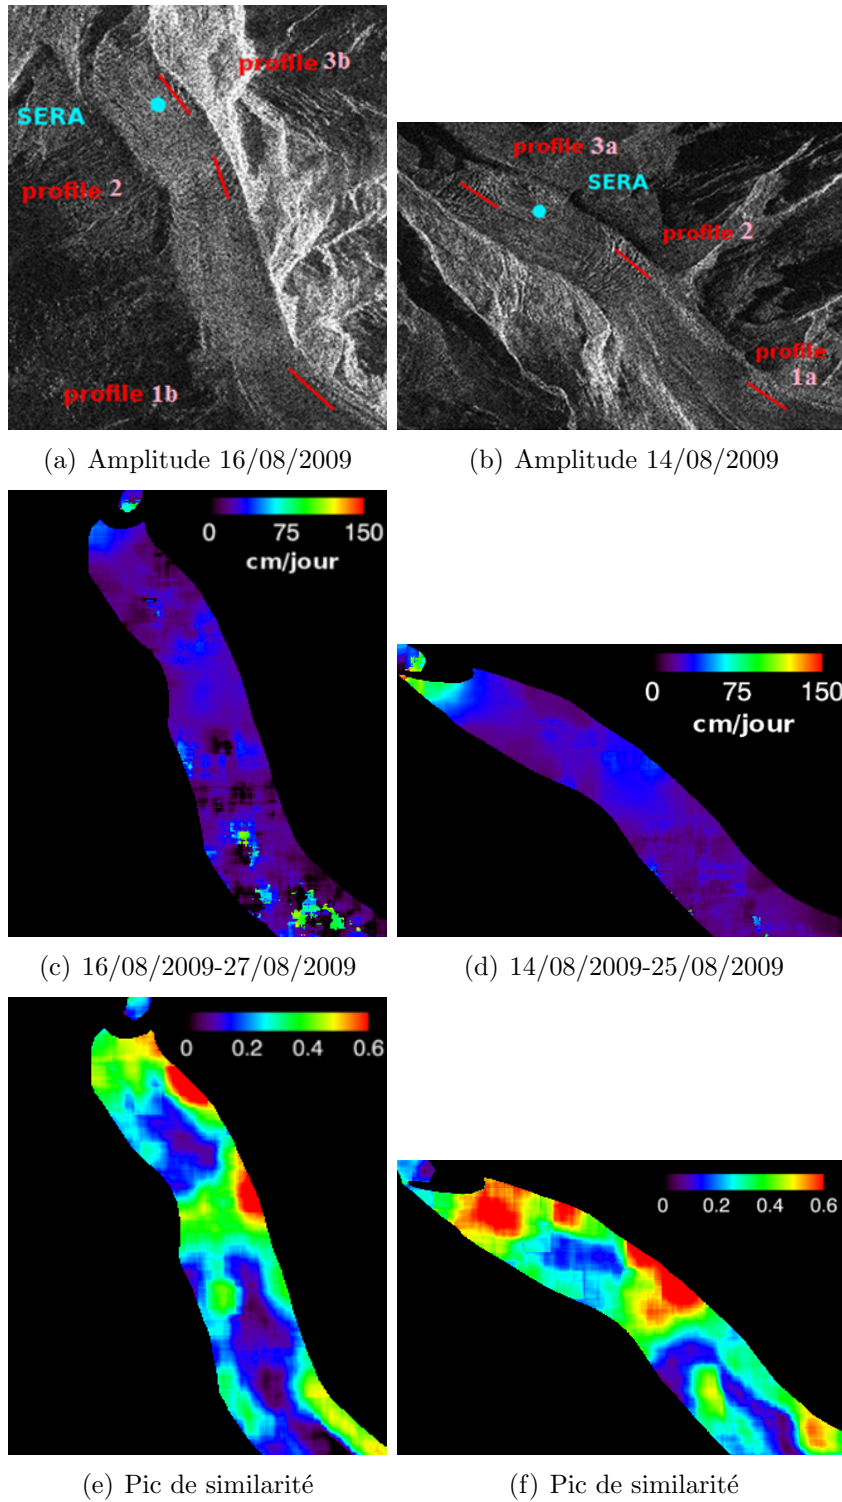 profile 3b
SERA
profile 2
profile 1b
profile 3a
SERA
profile 2
profile
1a
(a) Amplitude 16/08/2009
(b) Amplitude 14/08/2009
0 75 150
cm/jour
0 75 150
cm/jour
(c) 16/08/2009-27/08/2009
(d) 14/08/2009-25/08/2009
0 0.2 0.4 0.6
0 0.2 0.4 0.6
(e) Pic de similarité
(f) Pic de similarité